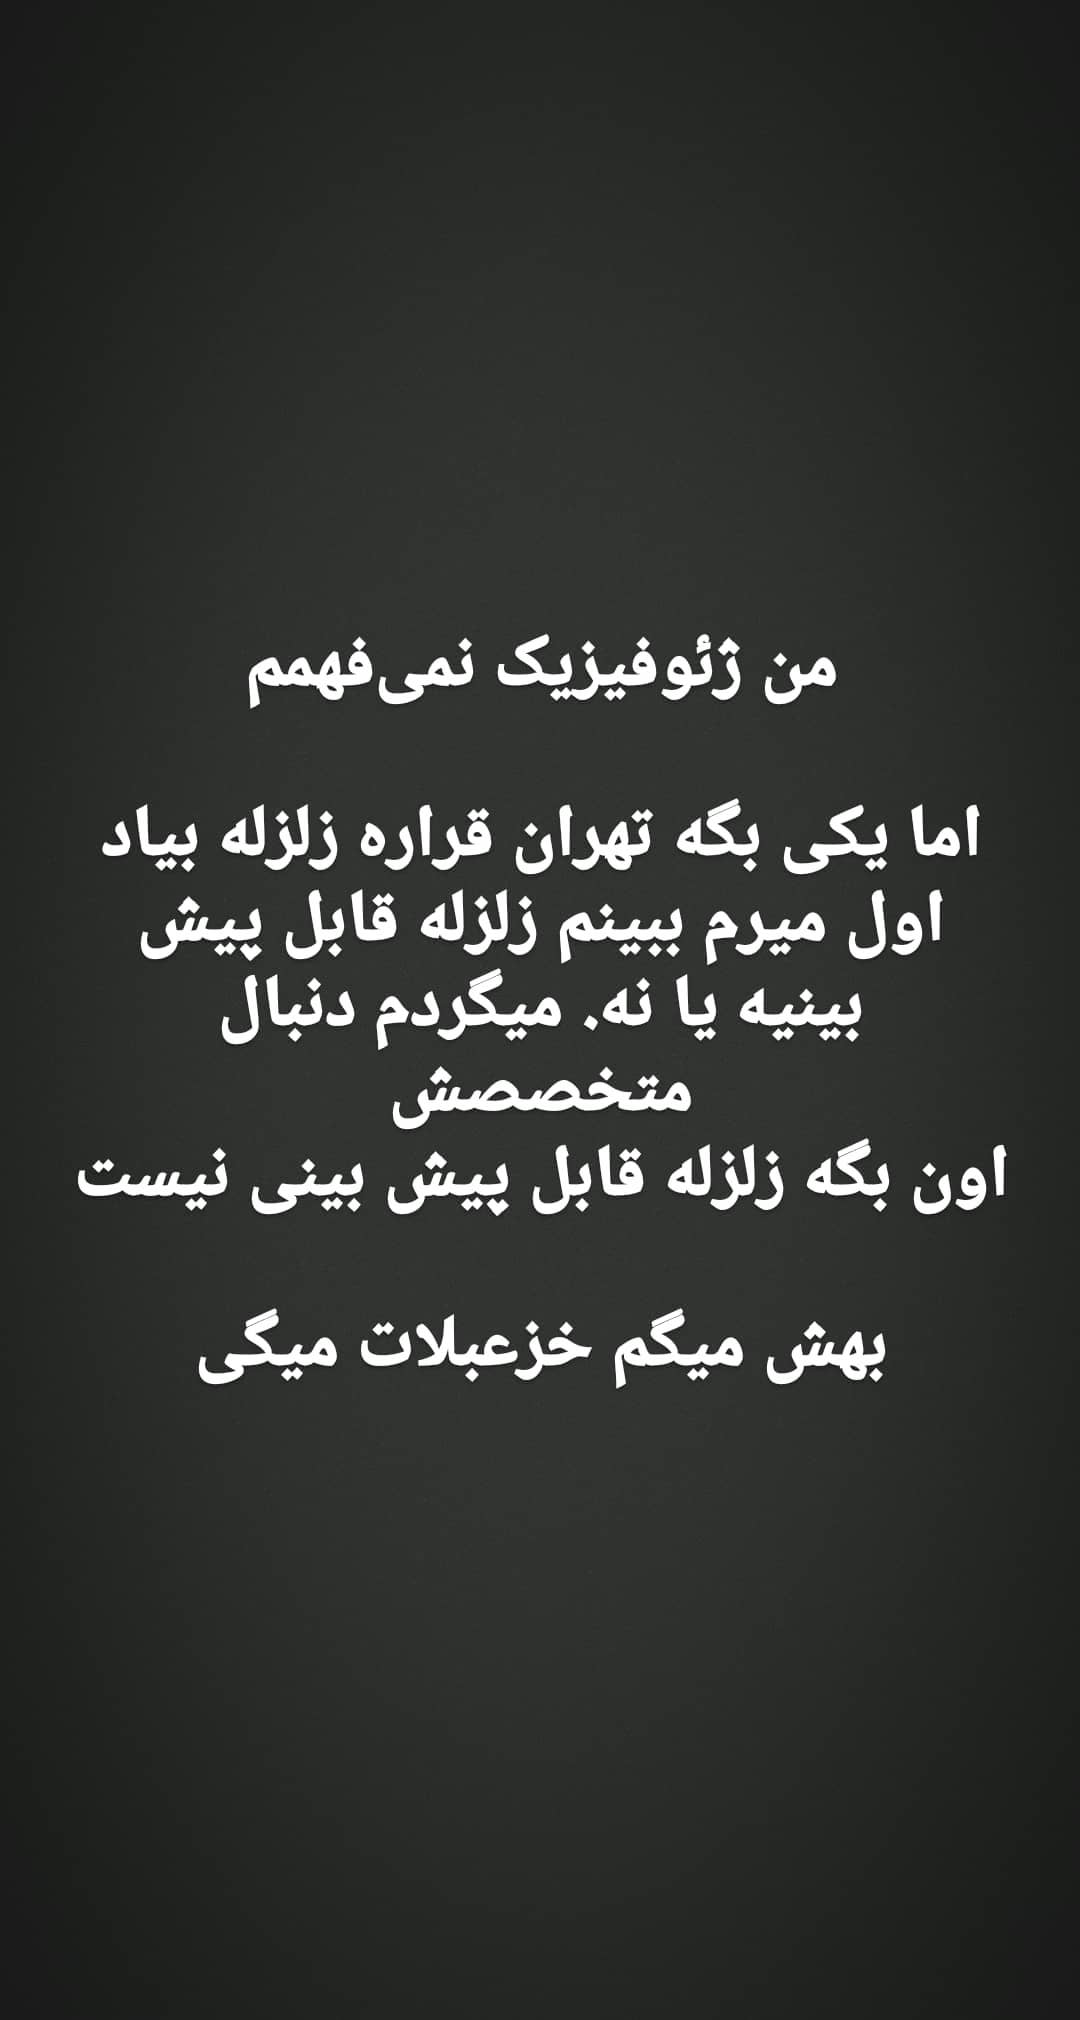 من ژئوفیزیک نمی‌فهمم
اما یکی بگه تهران قراره زلزله بیاد
اول میرم ببینم زلزله قابل پیش
بینیه یا نه. میگردم دنبال
متخصصش
اون بگه زلزله قابل پیش بینی نیست
بهش میگم خزعبلات میگی